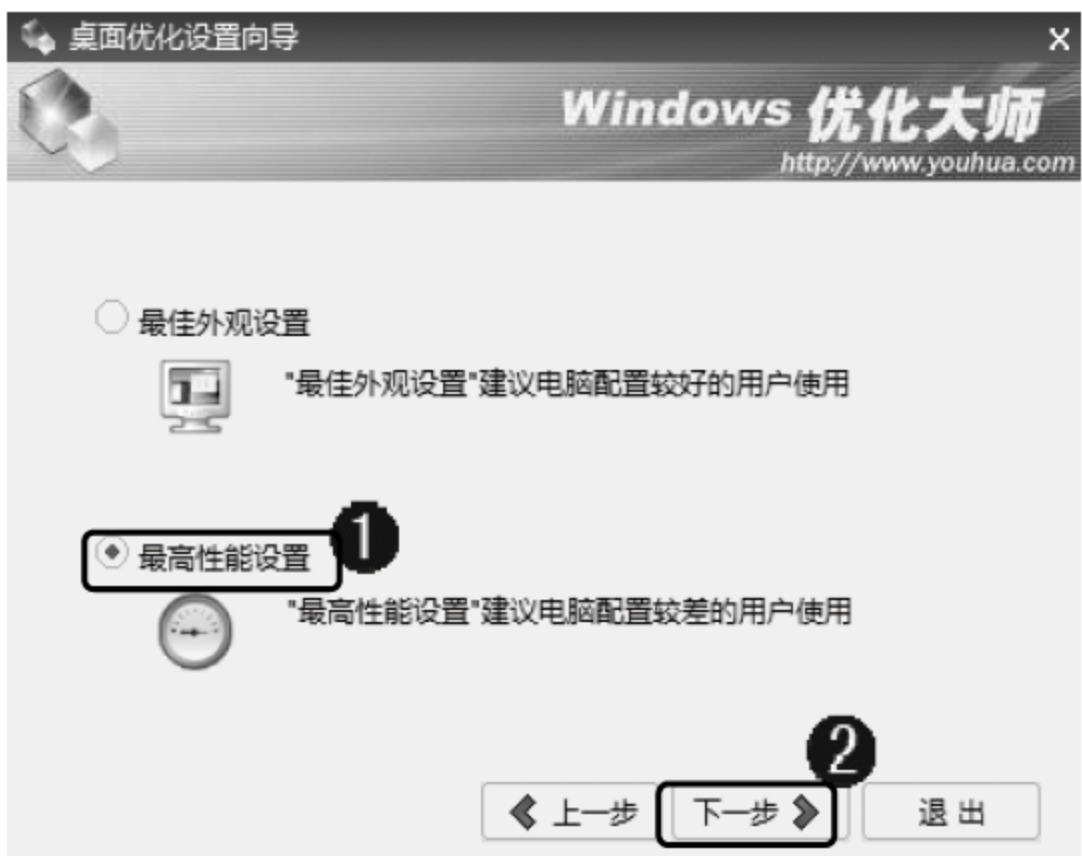 桌面优化设置向导
Windows 优化大师
http://www.youhua.com
最佳外观设置
"最佳外观设置"建议电脑配置较好的用户使用
1
最高性能设置
"最高性能设置"建议电脑配置较差的用户使用
2
上一步 下一步 退出